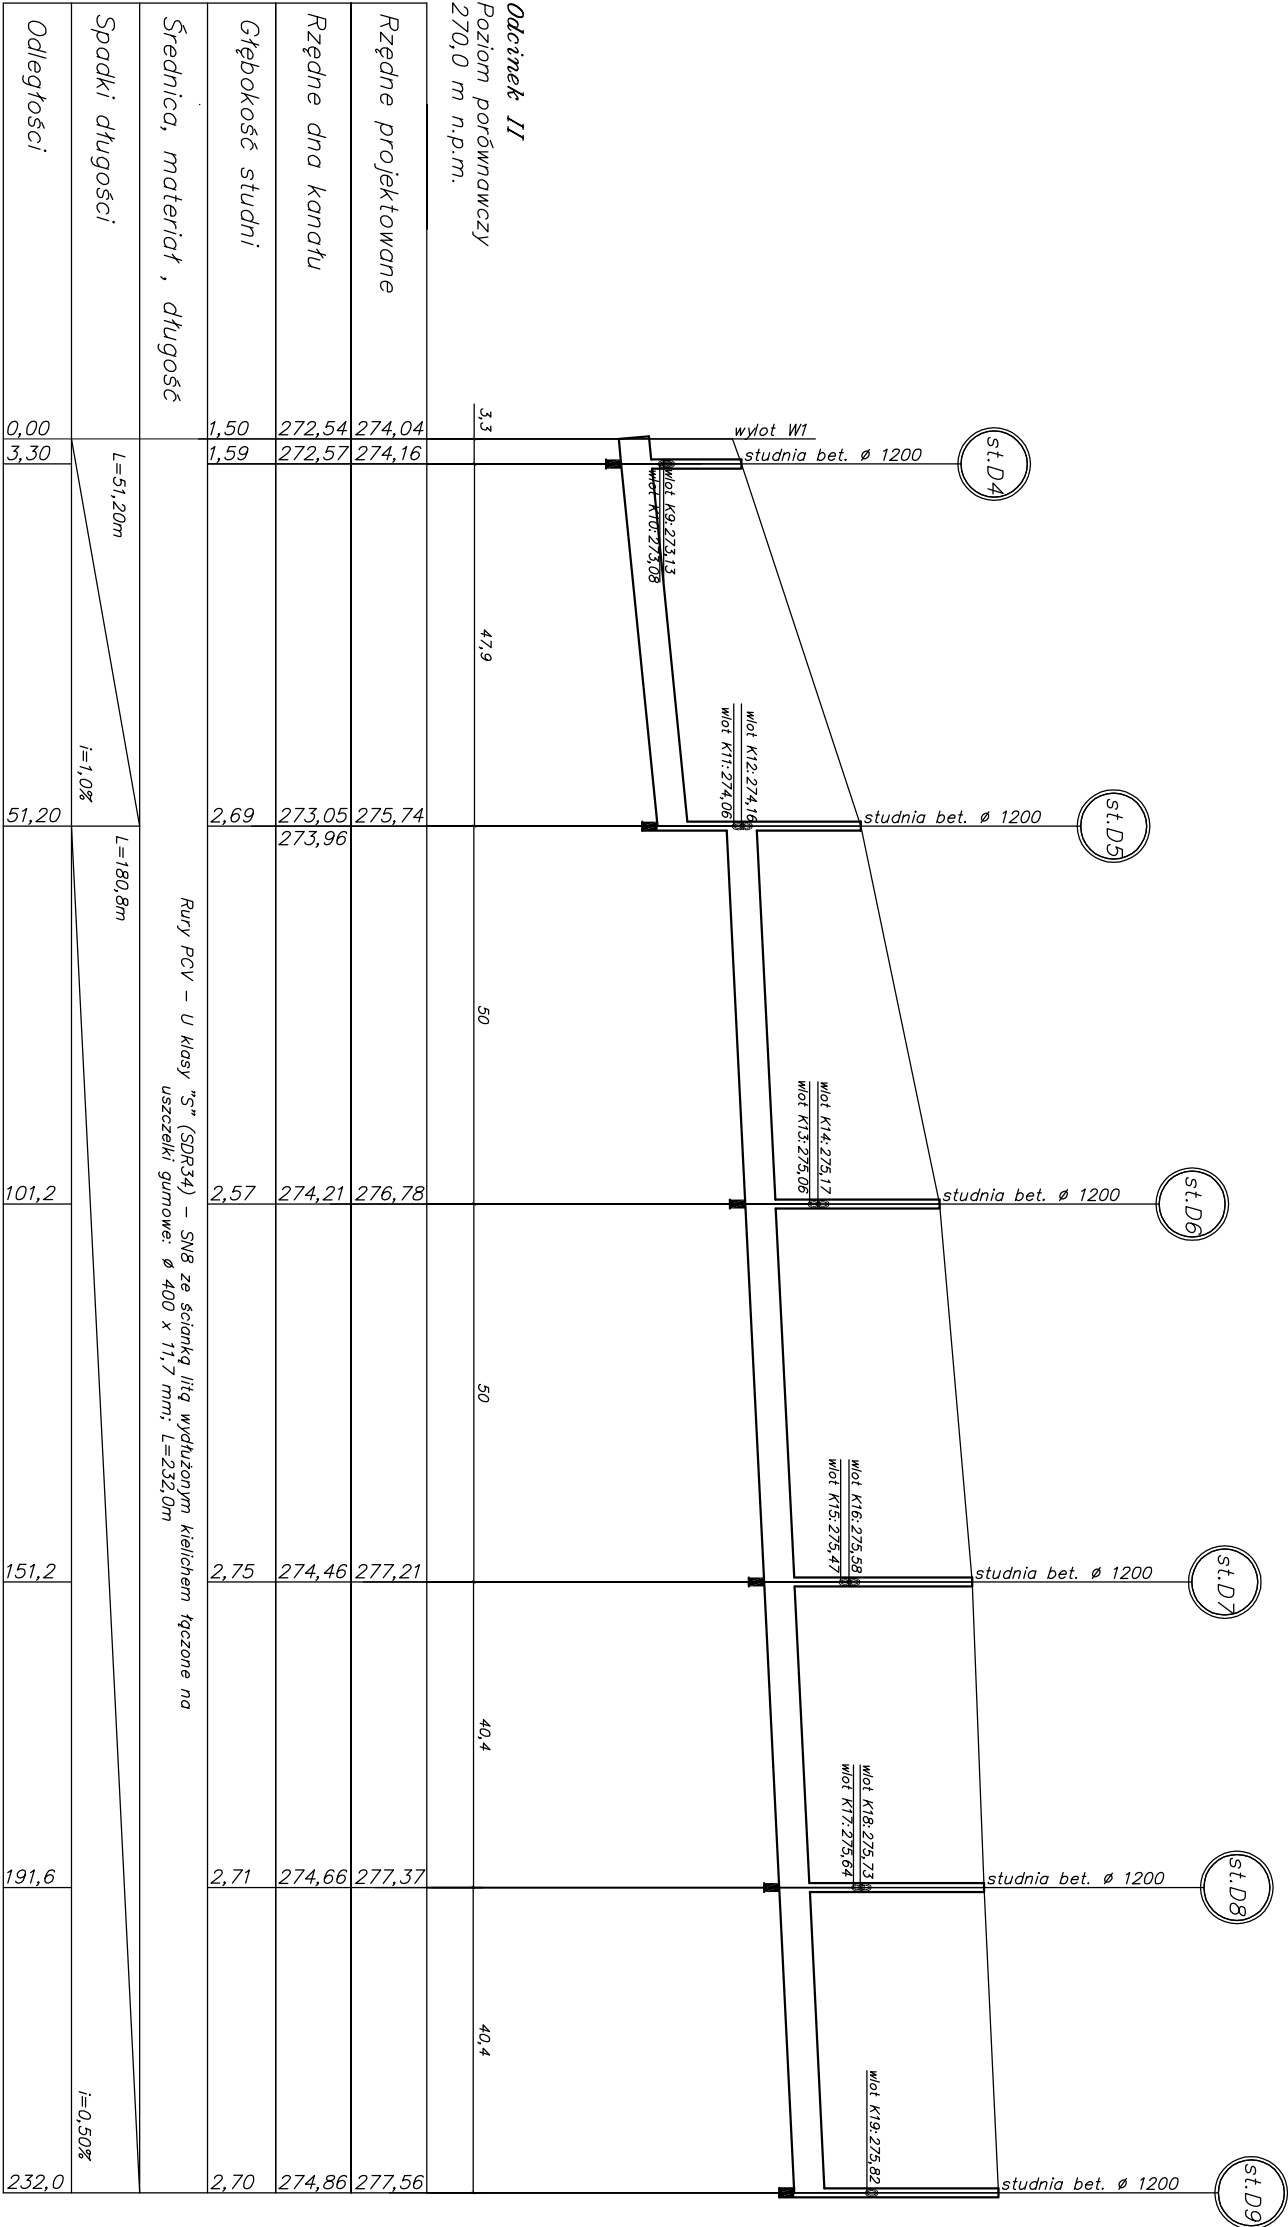 Odcinek II
Poziom porównawczy
270,0 m n.p.m.
st.D4
st.D5
st.D6
st.D7
st.D8
st.D9
wylot W1
studnia bet. ø 1200
studnia bet. ø 1200
studnia bet. ø 1200
studnia bet. ø 1200
studnia bet. ø 1200
studnia bet. ø 1200
wlot K9:273,13
wlot K10:273,08
wlot K12:274,16
wlot K11:274,06
wlot K14:275,17
wlot K13:275,06
wlot K16:275,58
wlot K15:275,47
wlot K18:275,73
wlot K17:275,64
wlot K19:275,82
3,3 47,9 50 50 40,4 40,4
Rzędne projektowane 274,04 274,16 275,74 276,78 277,21 277,37 277,56
Rzędne dna kanału 272,54 272,57 273,05 273,96 274,21 274,46 274,66 274,86
Głębokość studni 1,50 1,59 2,69 2,57 2,75 2,71 2,70
Średnica, materiał , długość
Rury PCV – U klasy "S" (SDR34) – SN8 ze ścianką litą wydłużonym kielichem łączone na
uszczelki gumowe: ø 400 x 11,7 mm; L=232,0m
Spadki długości
L=51,20m
i=1,0%
L=180,8m
i=0,50%
Odległości 0,00 3,30 51,20 101,2 151,2 191,6 232,0